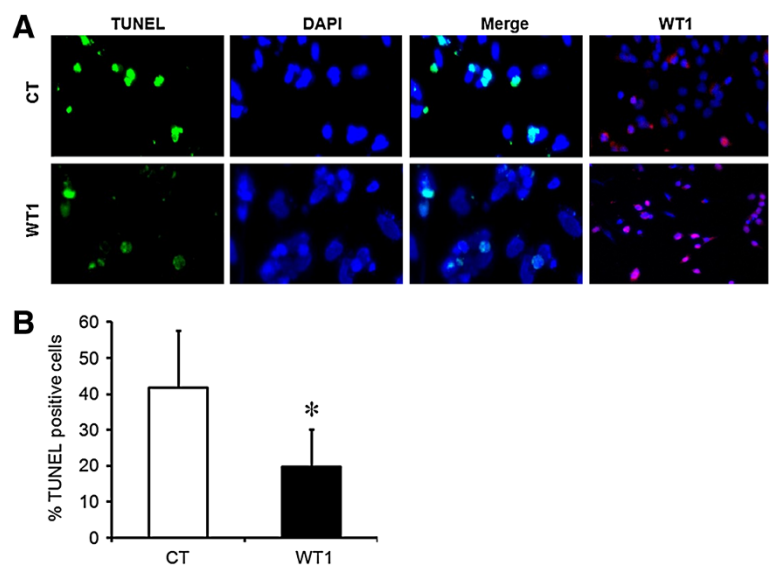 A
TUNEL DAPI Merge WT1
CT
WT1
B
% TUNEL positive cells
60
50
40
30
20
10
0
*
CT WT1